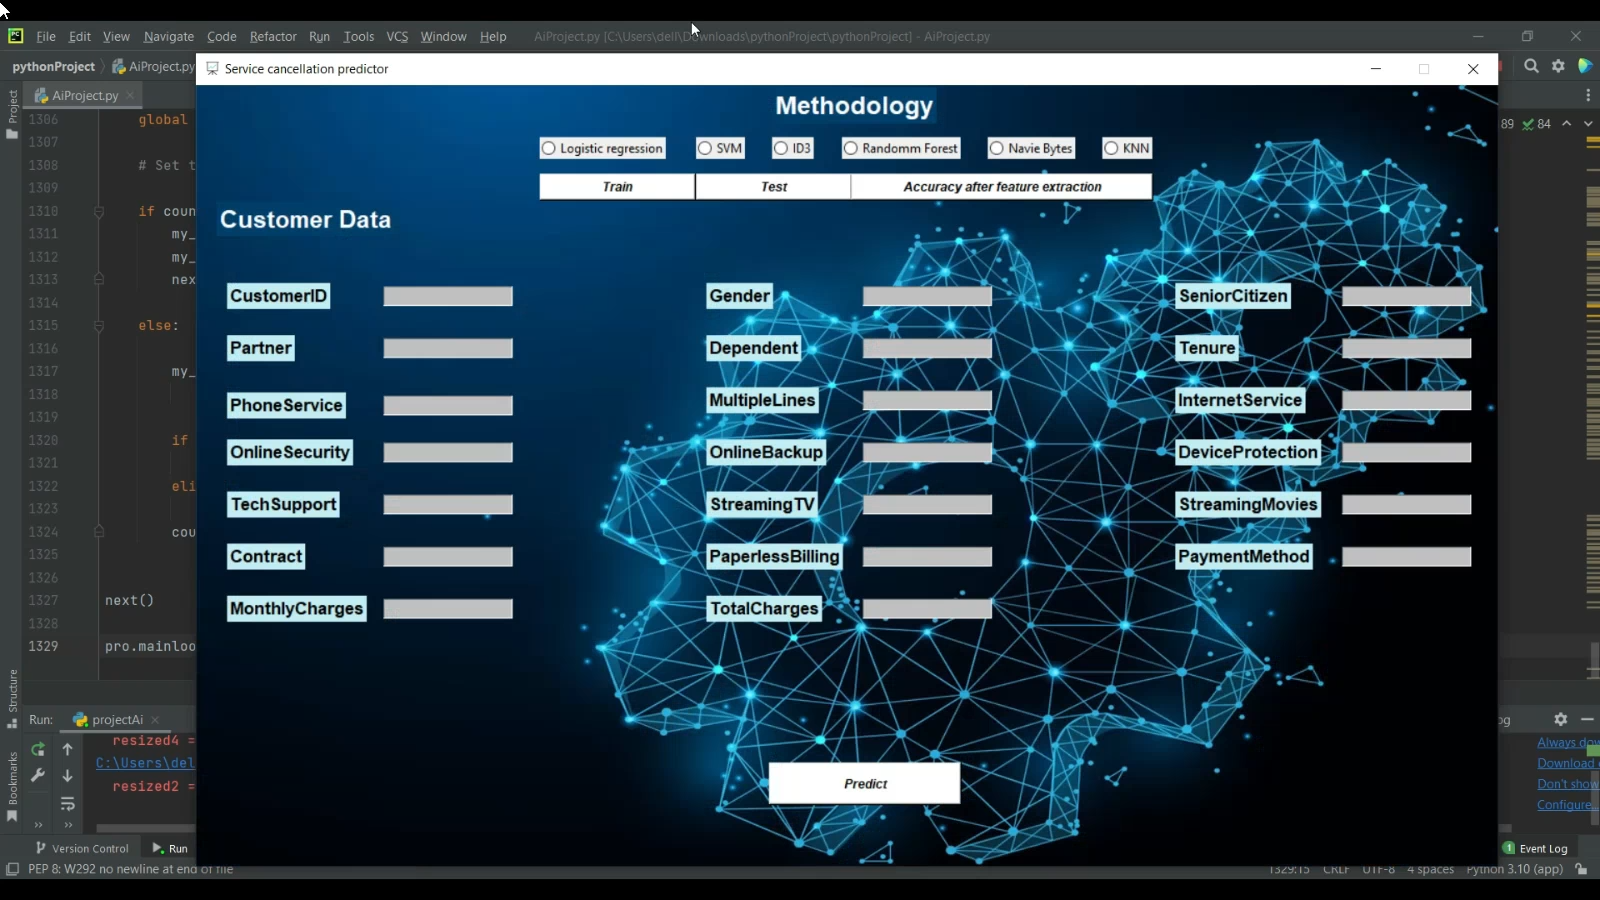 File Edit View Navigate Code Refactor Run Tools VCS Window Help AiProject.py [C:\Users\dell\Downloads\pythonProject\pythonProject] - AiProject.py
pythonProject AiProject.py
Service cancellation predictor
Project
AiProject.py
89 84
Methodology
Logistic regression SVM ID3 Randomm Forest Navie Bytes KNN
Train Test Accuracy after feature extraction
Customer Data
CustomerID Gender SeniorCitizen
Partner Dependent Tenure
PhoneService MultipleLines InternetService
OnlineSecurity OnlineBackup DeviceProtection
TechSupport StreamingTV StreamingMovies
Contract PaperlessBilling PaymentMethod
MonthlyCharges TotalCharges
Predict
1306 global
1307
1308 # Set t
1309
1310 if coun
1311 my_
1312 my_
1313 nex
1314
1315 else:
1316
1317 my_
1318
1319
1320 if
1321
1322 eli
1323
1324 cou
1325
1326
1327 next()
1328
1329 pro.mainloo
Structure
Bookmarks
Run: projectAi
resized4 =
C:\Users\del
resized2 =
og
Always dow
Download
Don't show
Configure...
Version Control Run
1 Event Log
PEP 8: W292 no newline at end of file
1329:15 CRLF UTF-8 4 spaces Python 3.10 (app)